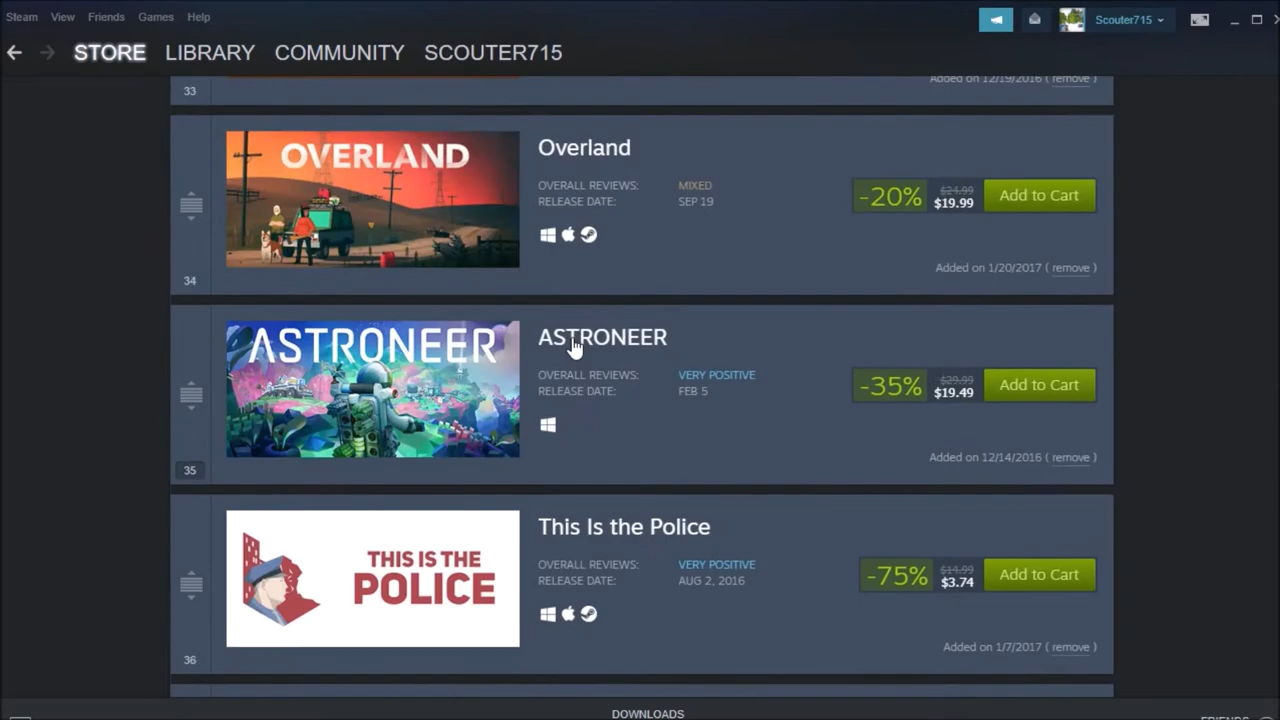 Steam View Friends Games Help
Scouter715
STORE LIBRARY COMMUNITY SCOUTER715
33
Added on 12/19/2016 ( remove )
OVERLAND
Overland
OVERALL REVIEWS: MIXED
RELEASE DATE: SEP 19
-20% $24.99 $19.99 Add to Cart
34
Added on 1/20/2017 ( remove )
ASTRONEER
ASTRONEER
OVERALL REVIEWS: VERY POSITIVE
RELEASE DATE: FEB 5
-35% $29.99 $19.49 Add to Cart
35
Added on 12/14/2016 ( remove )
THIS IS THE
POLICE
This Is the Police
OVERALL REVIEWS: VERY POSITIVE
RELEASE DATE: AUG 2, 2016
-75% $14.99 $3.74 Add to Cart
36
Added on 1/7/2017 ( remove )
DOWNLOADS
FRIENDS